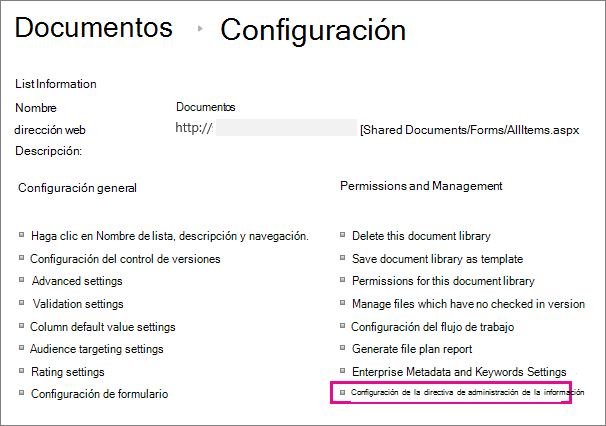 Documentos ▸ Configuración
List Information
Nombre Documentos
dirección web http:/: [Shared Documents/Forms/AllItems.aspx
Descripción:
Configuración general
Haga clic en Nombre de lista, descripción y navegación.
Configuración del control de versiones
Advanced settings
Validation settings
Column default value settings
Audience targeting settings
Rating settings
Configuración de formulario
Permissions and Management
Delete this document library
Save document library as template
Permissions for this document library
Manage files which have no checked in version
Configuración del flujo de trabajo
Generate file plan report
Enterprise Metadata and Keywords Settings
Configuración de la directiva de administración de la información